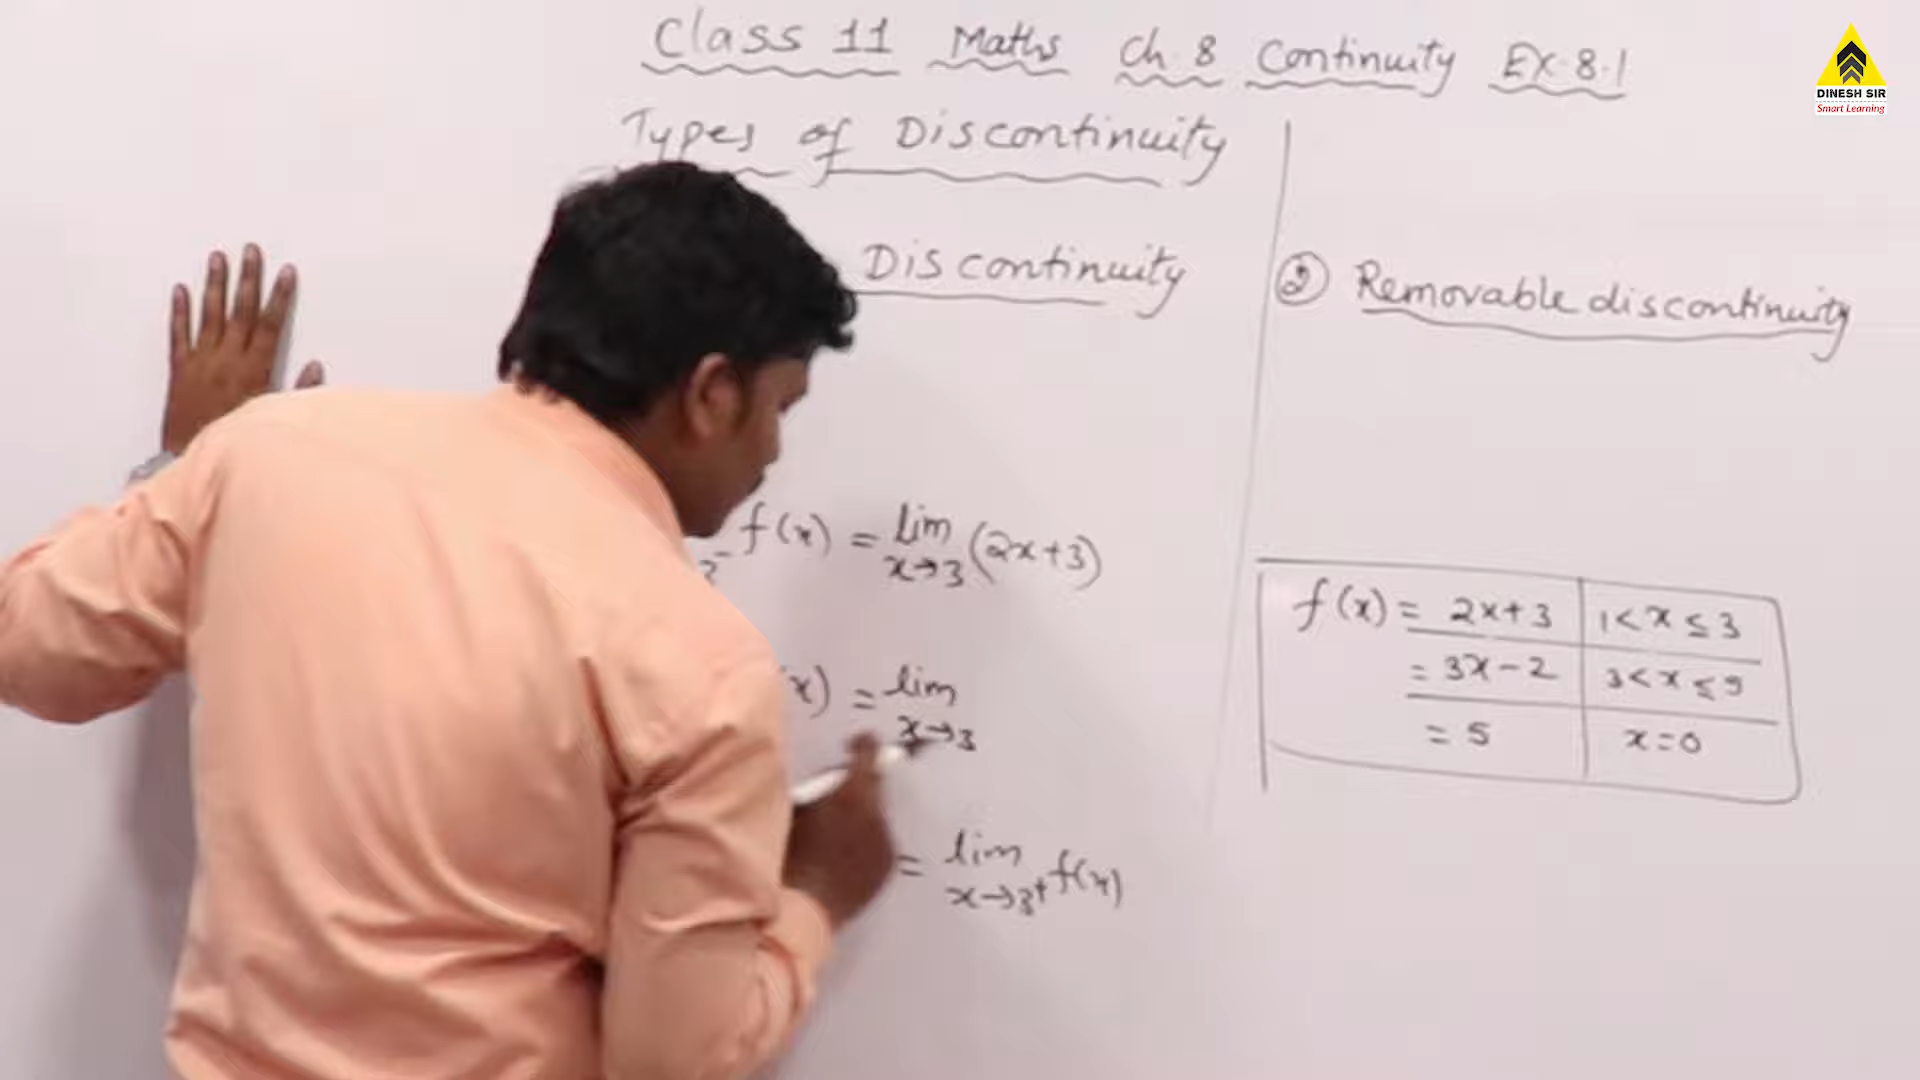 Class 11 Maths Ch. 8 Continuity Ex. 8.1
DINESH SIR
Smart Learning
Types of Discontinuity
Discontinuity
② Removable discontinuity
f(x) = lim (2x+3)
x→3
(x) = lim
x→3
= lim f(x)
x→3⁺
f(x) = 2x+3 1<x≤3
= 3x-2 3<x≤9
= 5 x=0